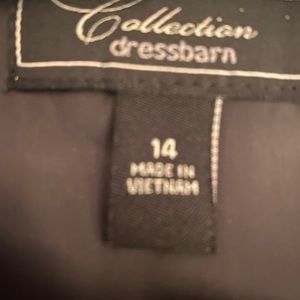 Collection
dressbarn
14
MADE IN
VIETNAM